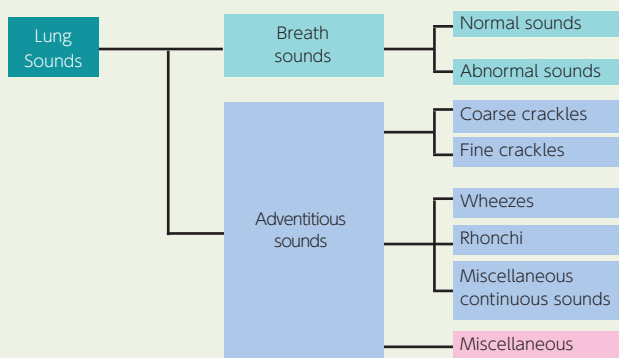 Lung
Sounds
Breath
sounds
Normal sounds
Abnormal sounds
Adventitious
sounds
Coarse crackles
Fine crackles
Wheezes
Rhonchi
Miscellaneous
continuous sounds
Miscellaneous